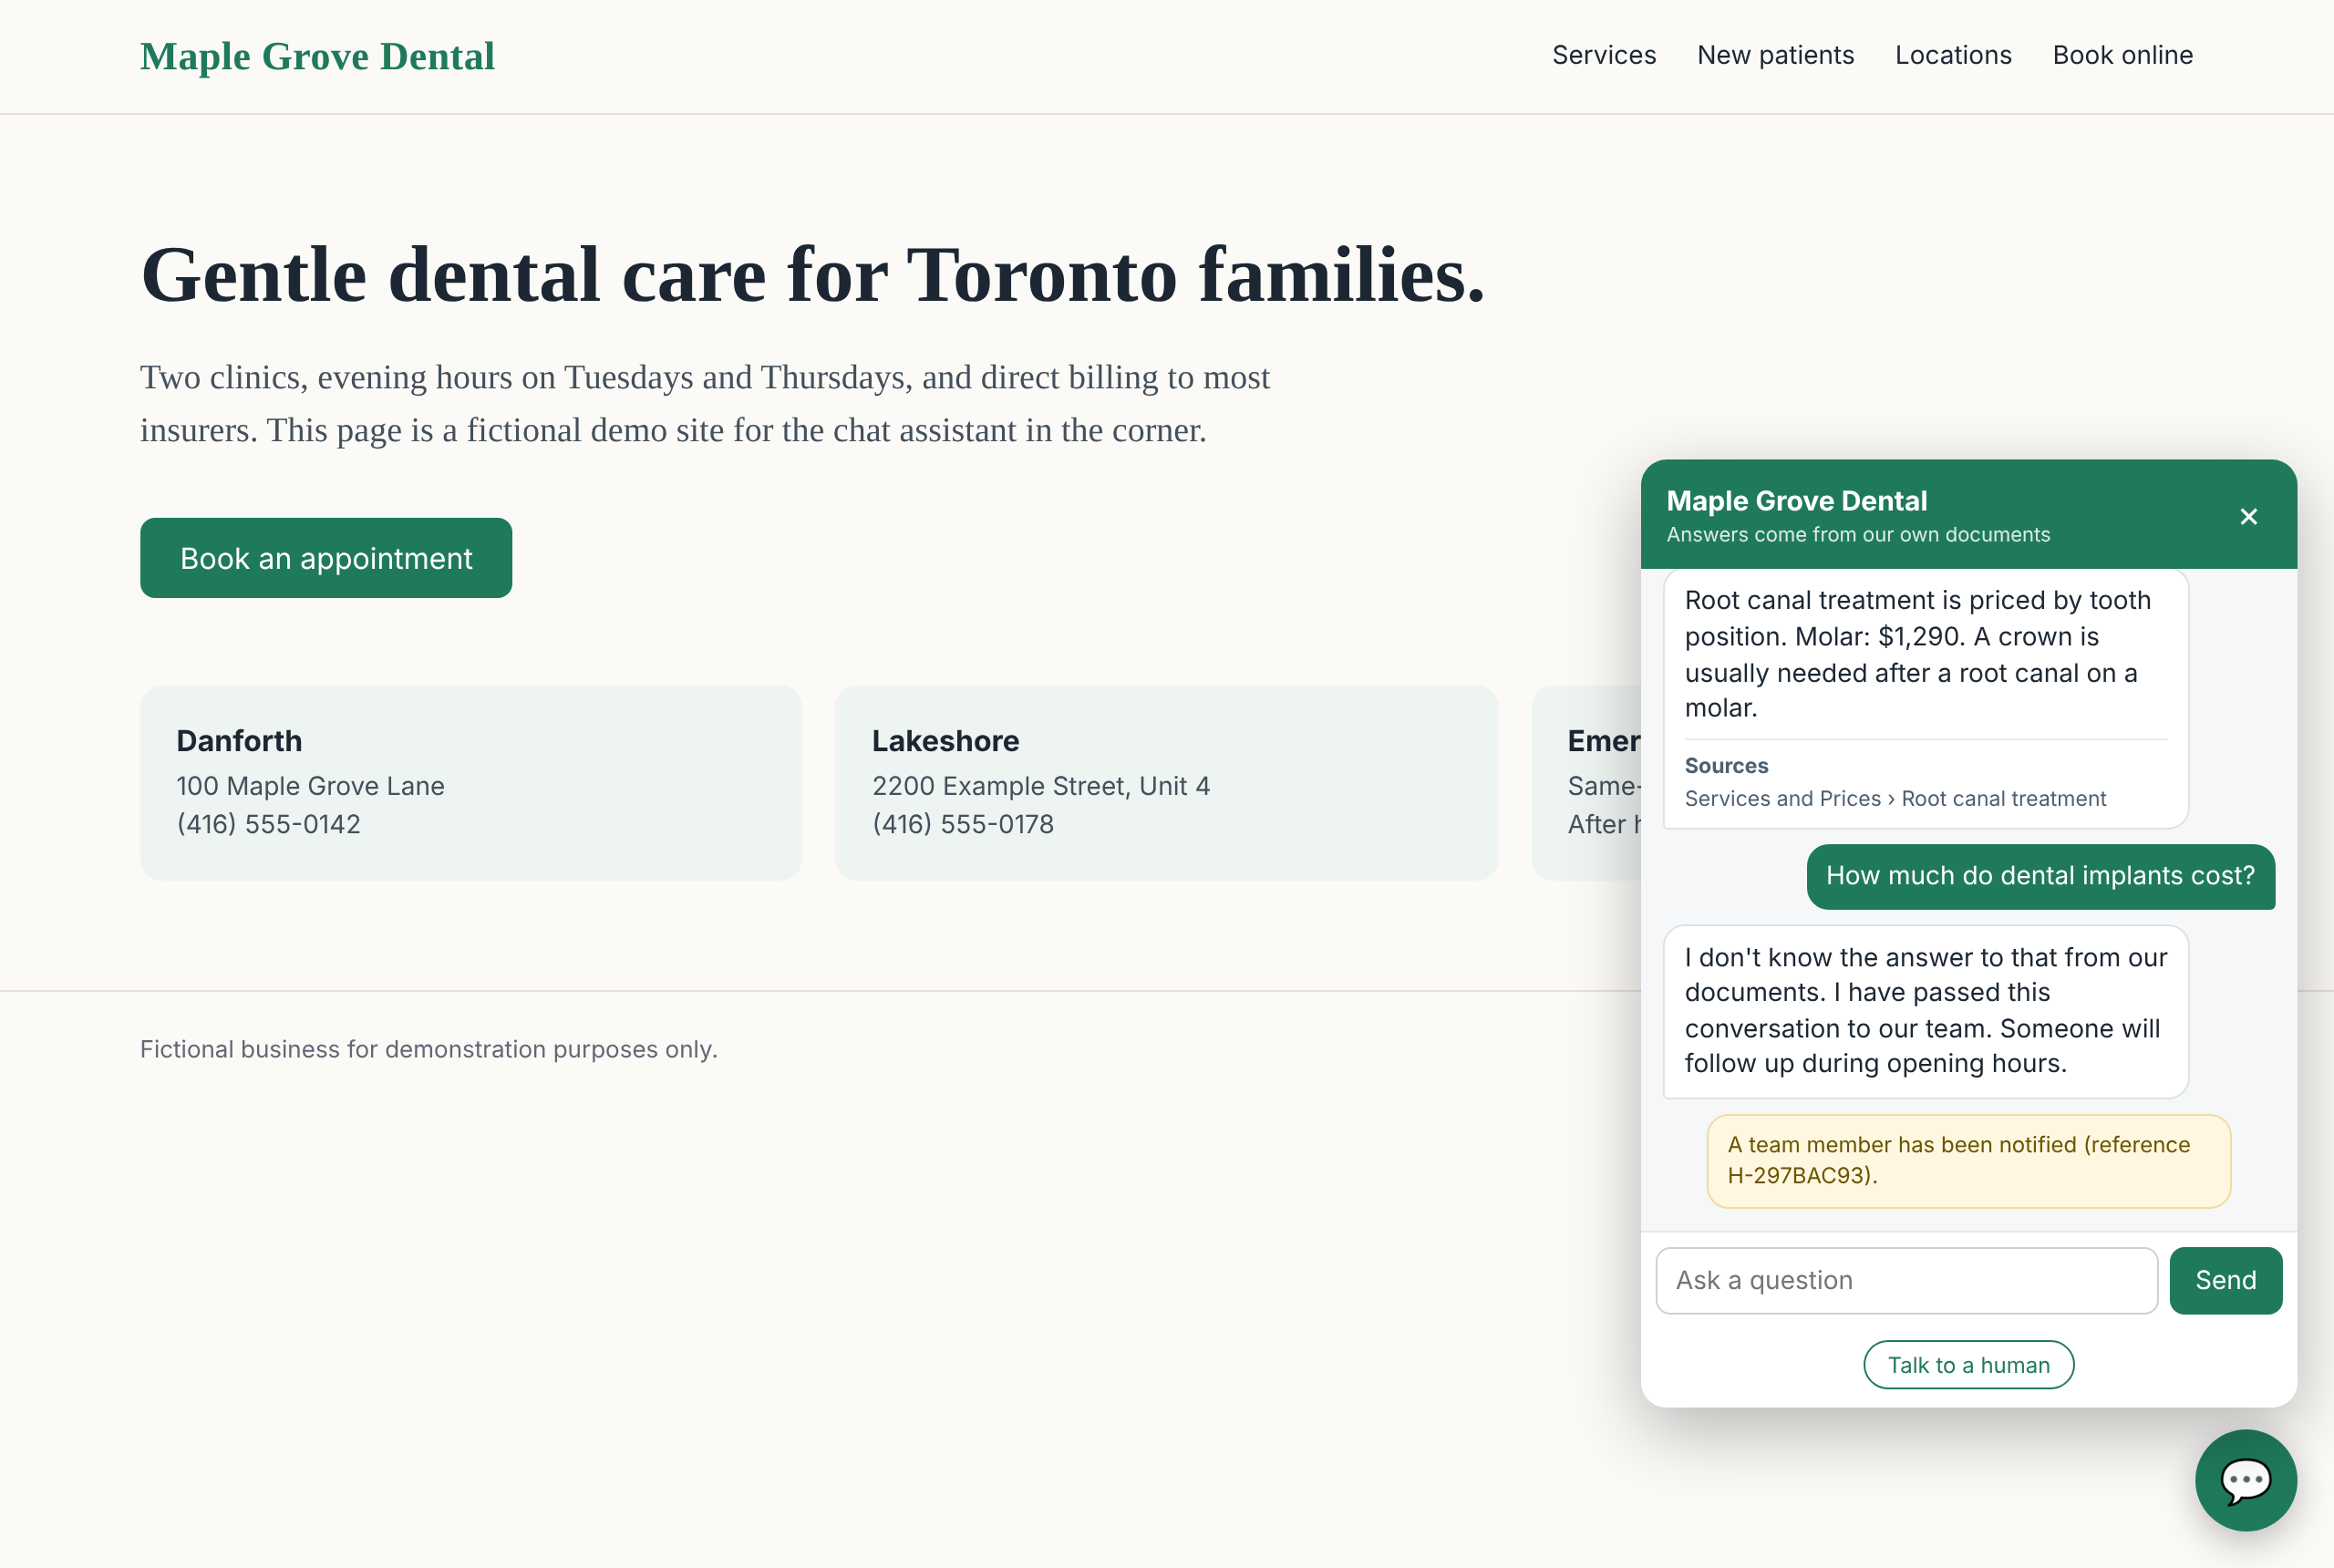 Maple Grove Dental
Services
New patients
Locations
Book online
Gentle dental care for Toronto families.
Two clinics, evening hours on Tuesdays and Thursdays, and direct billing to most
insurers. This page is a fictional demo site for the chat assistant in the corner.
Book an appointment
Danforth
100 Maple Grove Lane
(416) 555-0142
Lakeshore
2200 Example Street, Unit 4
(416) 555-0178
Same-
After
Fictional business for demonstration purposes only.
Maple Grove Dental
Answers come from our own documents
×
Root canal treatment is priced by tooth
position. Molar: $1,290. A crown is
usually needed after a root canal on a
molar.
Sources
Services and Prices › Root canal treatment
How much do dental implants cost?
I don't know the answer to that from our
documents. I have passed this
conversation to our team. Someone will
follow up during opening hours.
A team member has been notified (reference
H-297BAC93).
Ask a question
Send
Talk to a human